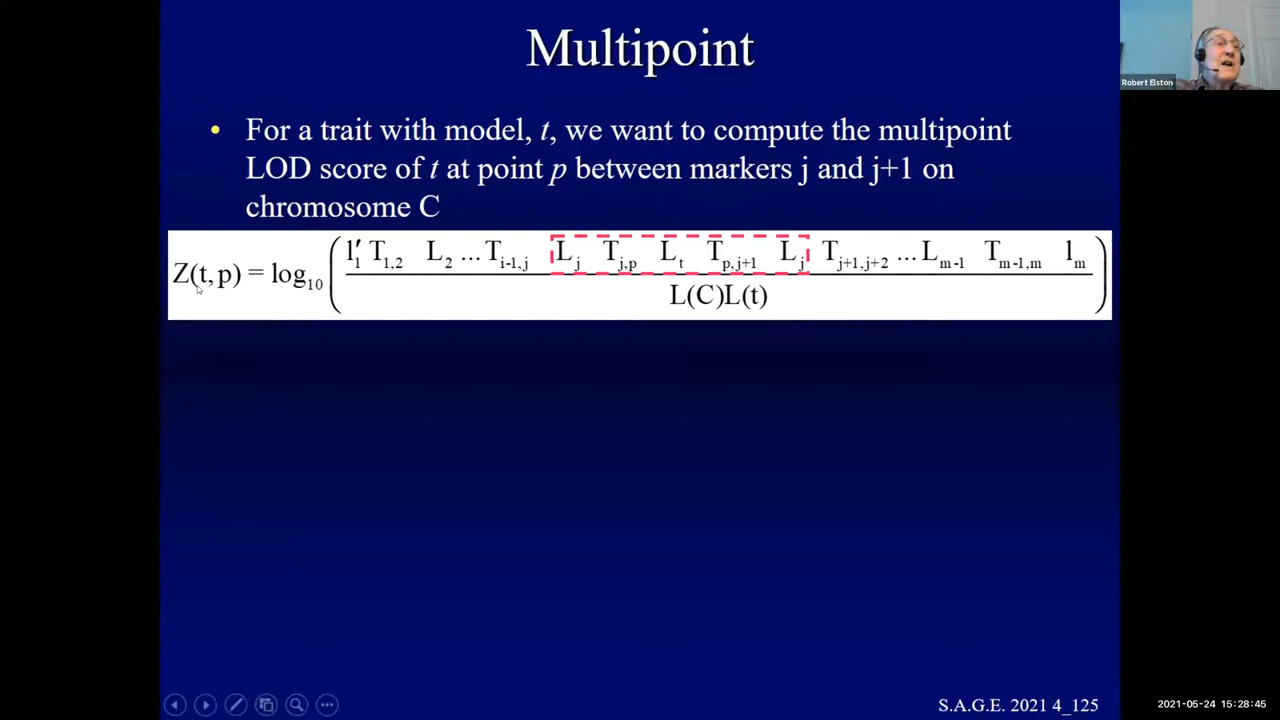 Multipoint
Robert Elston
• For a trait with model, t, we want to compute the multipoint
LOD score of t at point p between markers j and j+1 on
chromosome C
Z(t, p) = log₁₀ ( l′₁ T₁,₂ L₂ ... Tᵢ₋₁,ⱼ Lⱼ Tⱼ,ₚ Lₜ Tₚ,ⱼ₊₁ Lⱼ Tⱼ₊₁,ⱼ₊₂ ... Lₘ₋₁ Tₘ₋₁,ₘ lₘ )
L(C)L(t)
S.A.G.E. 2021 4_125
2021-05-24 15:28:45